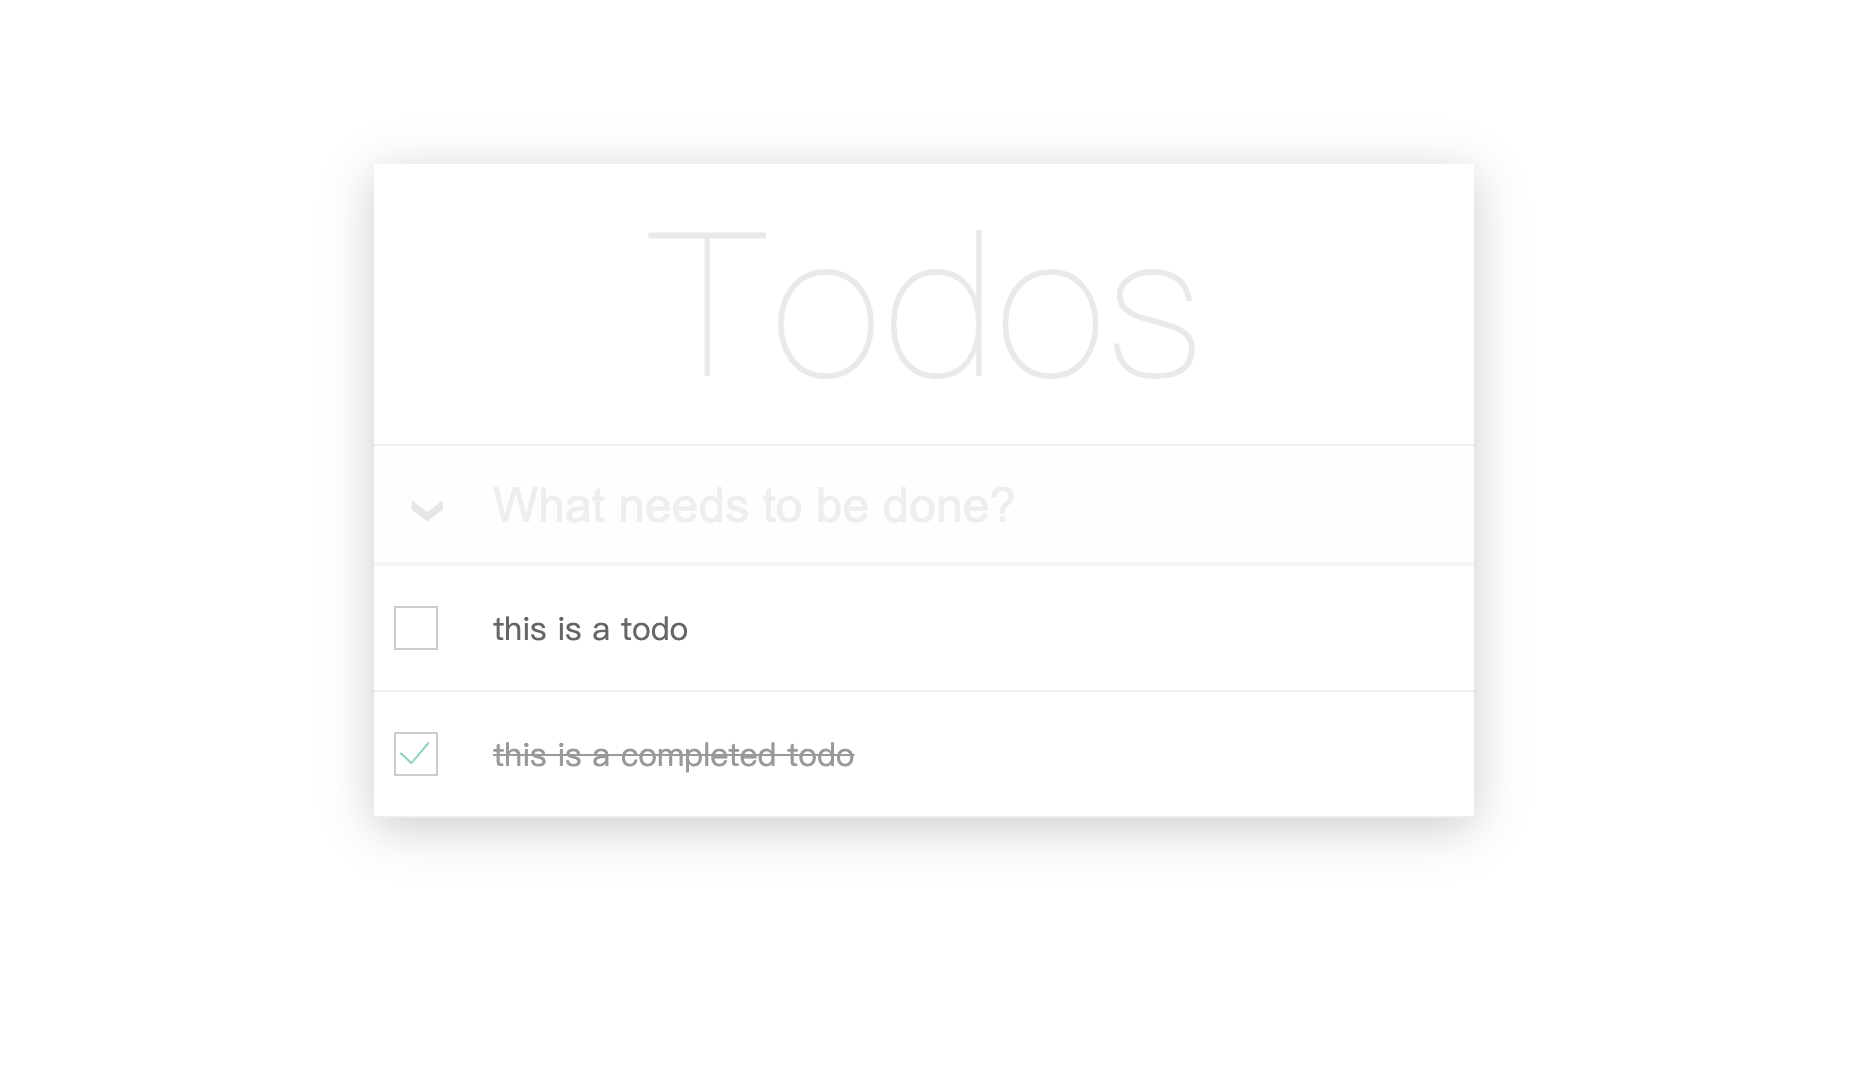 Todos
What needs to be done?
this is a todo
this is a completed todo